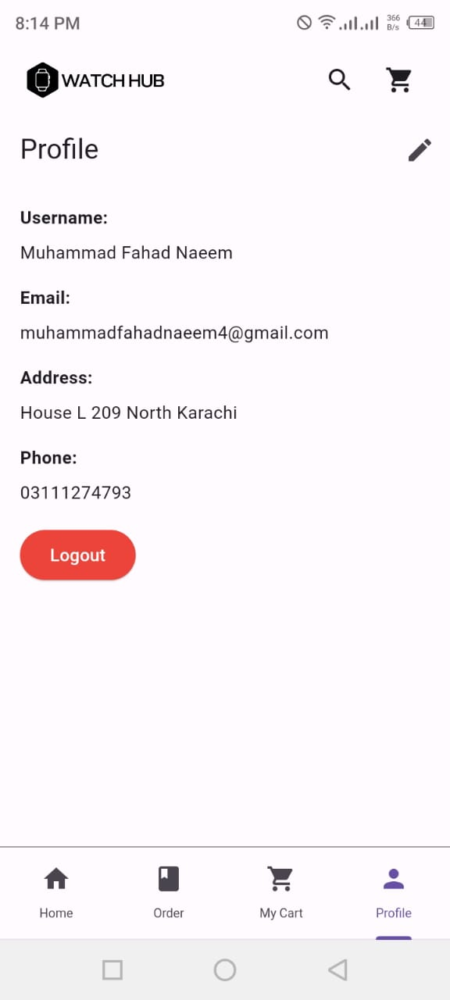 8:14 PM
366
B/s
44
WATCH HUB
Profile
Username:
Muhammad Fahad Naeem
Email:
muhammadfahadnaeem4@gmail.com
Address:
House L 209 North Karachi
Phone:
03111274793
Logout
Home
Order
My Cart
Profile